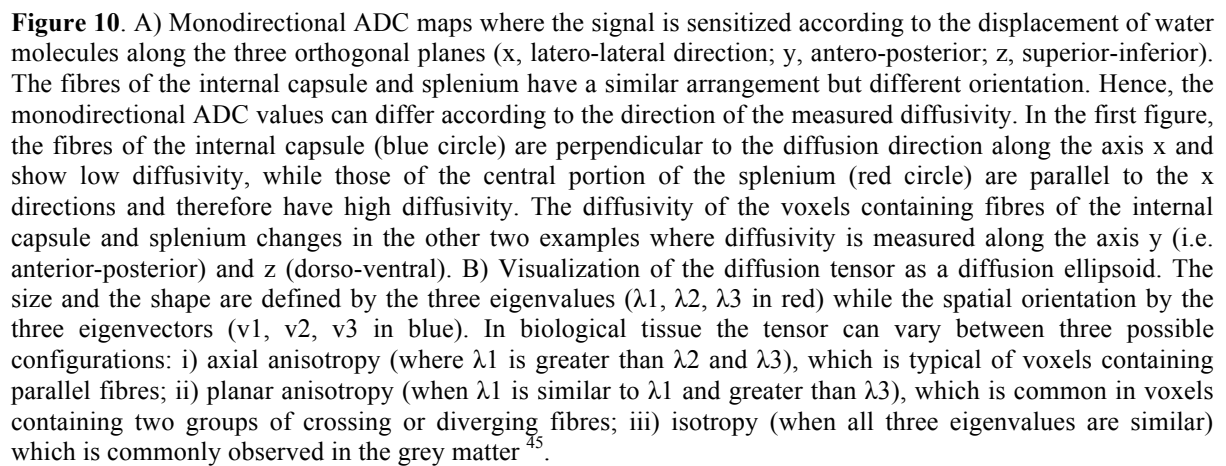 Figure 10. A) Monodirectional ADC maps where the signal is sensitized according to the displacement of water
molecules along the three orthogonal planes (x, latero-lateral direction; y, antero-posterior; z, superior-inferior).
The fibres of the internal capsule and splenium have a similar arrangement but different orientation. Hence, the
monodirectional ADC values can differ according to the direction of the measured diffusivity. In the first figure,
the fibres of the internal capsule (blue circle) are perpendicular to the diffusion direction along the axis x and
show low diffusivity, while those of the central portion of the splenium (red circle) are parallel to the x
directions and therefore have high diffusivity. The diffusivity of the voxels containing fibres of the internal
capsule and splenium changes in the other two examples where diffusivity is measured along the axis y (i.e.
anterior-posterior) and z (dorso-ventral). B) Visualization of the diffusion tensor as a diffusion ellipsoid. The
size and the shape are defined by the three eigenvalues (λ1, λ2, λ3 in red) while the spatial orientation by the
three eigenvectors (v1, v2, v3 in blue). In biological tissue the tensor can vary between three possible
configurations: i) axial anisotropy (where λ1 is greater than λ2 and λ3), which is typical of voxels containing
parallel fibres; ii) planar anisotropy (when λ1 is similar to λ1 and greater than λ3), which is common in voxels
containing two groups of crossing or diverging fibres; iii) isotropy (when all three eigenvalues are similar)
which is commonly observed in the grey matter 45.